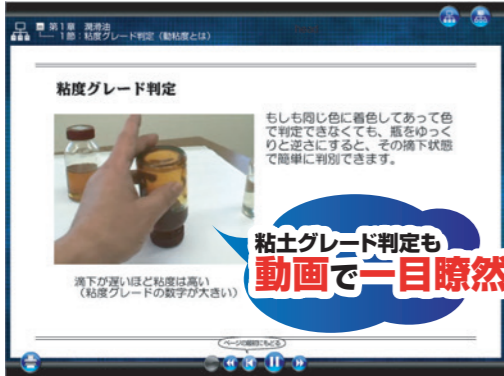 第1章 潤滑油
1節:粘度グレード判定(動粘度とは)
粘度グレード判定
もしも同じ色に着色してあって色
で判定できなくても、瓶をゆっく
りと逆さにすると、その摘下状態
で簡単に判別できます。
滴下が遅いほど粘度は高い
(粘度グレードの数字が大きい)
粘土グレード判定も
動画で一目瞭然
ページの最初にもどる